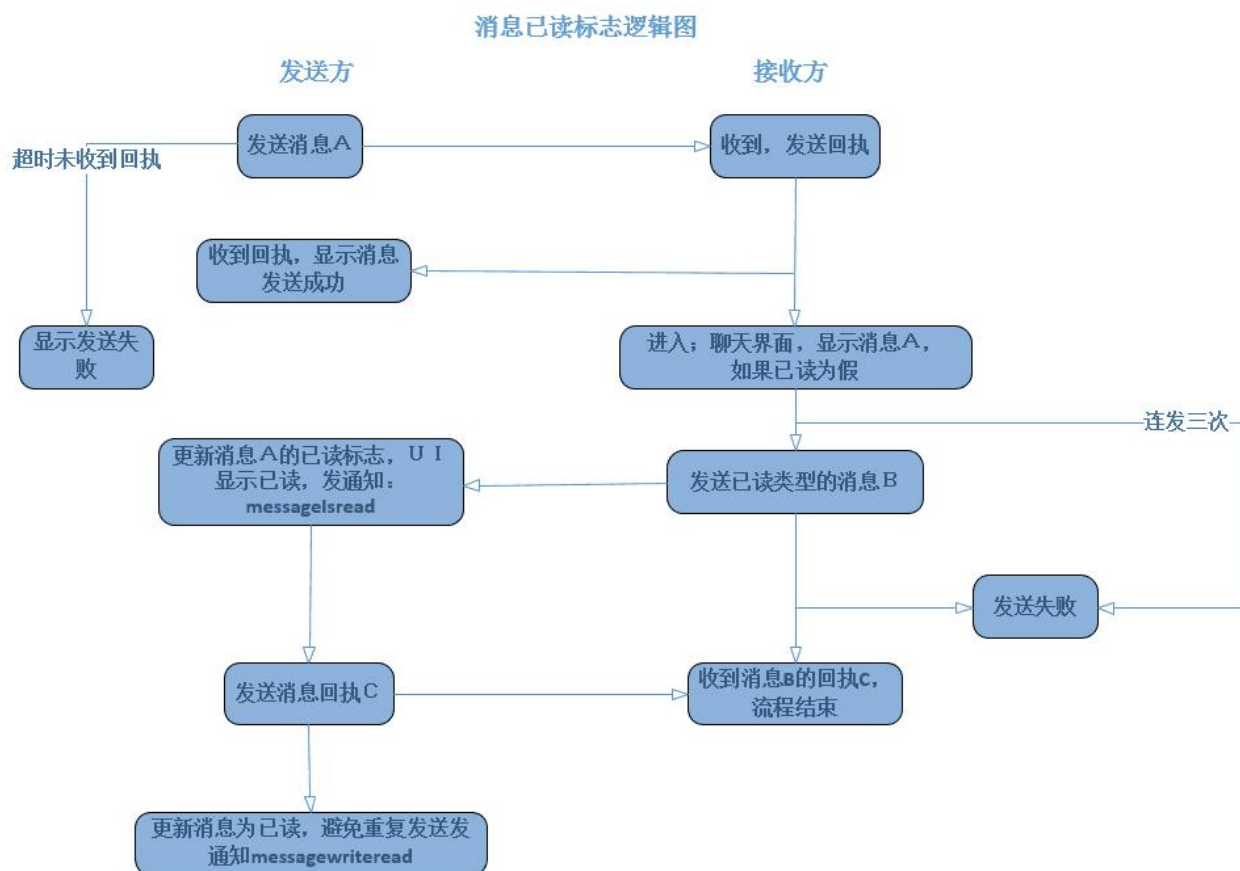 消息已读标志逻辑图
发送方
接收方
发送消息Ａ
收到，发送回执
超时未收到回执
收到回执，显示消息
发送成功
显示发送失
败
进入；聊天界面，显示消息Ａ，
如果已读为假
连发三次
更新消息Ａ的已读标志，ＵＩ
显示已读，发通知：
messageIsread
发送已读类型的消息Ｂ
发送失败
发送消息回执Ｃ
收到消息B的回执C，
流程结束
更新消息为已读，避免重复发送发
通知messagewriteread